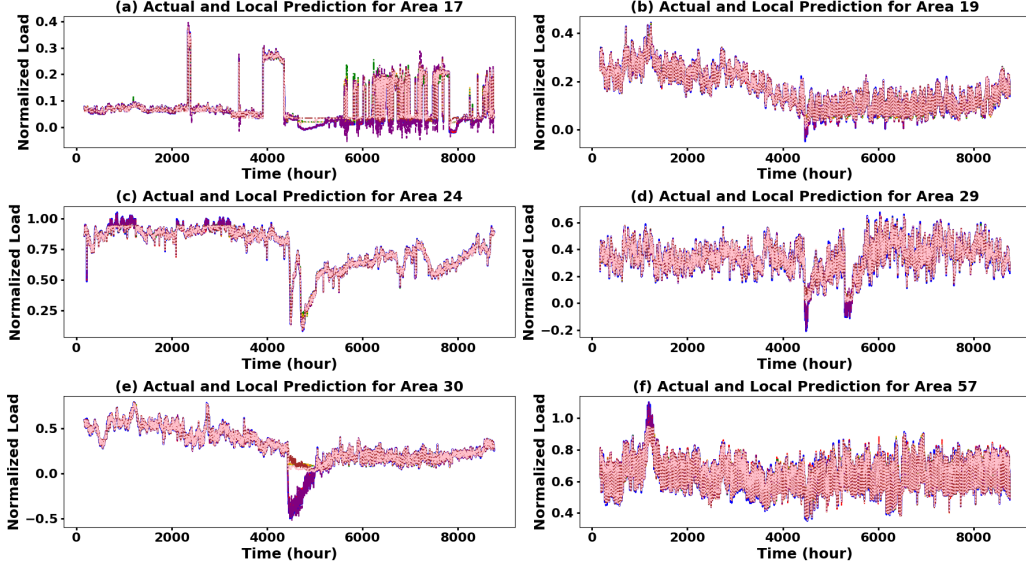 (a) Actual and Local Prediction for Area 17
Normalized Load
0.4
0.3
0.2
0.1
0.0
0 2000 4000 6000 8000
Time (hour)
(b) Actual and Local Prediction for Area 19
Normalized Load
0.4
0.2
0.0
0 2000 4000 6000 8000
Time (hour)
(c) Actual and Local Prediction for Area 24
Normalized Load
1.00
0.75
0.50
0.25
0 2000 4000 6000 8000
Time (hour)
(d) Actual and Local Prediction for Area 29
Normalized Load
0.6
0.4
0.2
0.0
−0.2
0 2000 4000 6000 8000
Time (hour)
(e) Actual and Local Prediction for Area 30
Normalized Load
0.5
0.0
−0.5
0 2000 4000 6000 8000
Time (hour)
(f) Actual and Local Prediction for Area 57
Normalized Load
1.0
0.8
0.6
0.4
0 2000 4000 6000 8000
Time (hour)